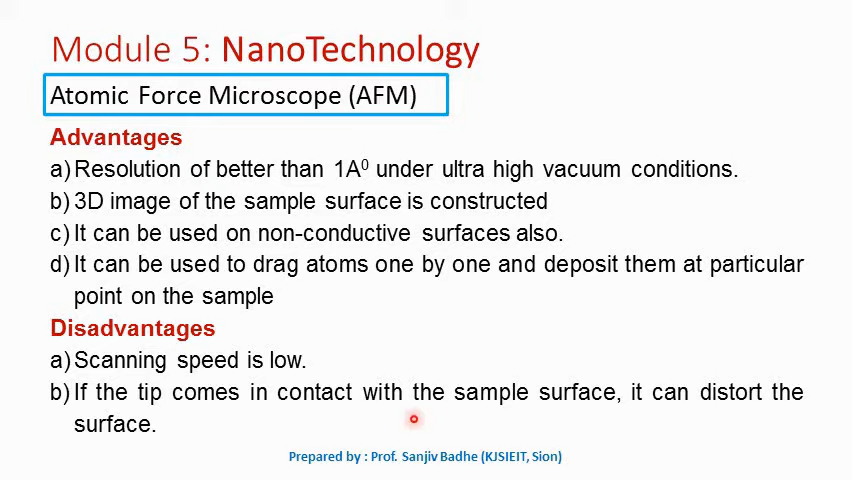 Module 5: NanoTechnology
Atomic Force Microscope (AFM)
Advantages
a) Resolution of better than 1A⁰ under ultra high vacuum conditions.
b) 3D image of the sample surface is constructed
c) It can be used on non-conductive surfaces also.
d) It can be used to drag atoms one by one and deposit them at particular
point on the sample
Disadvantages
a) Scanning speed is low.
b) If the tip comes in contact with the sample surface, it can distort the
surface.
Prepared by : Prof. Sanjiv Badhe (KJSIEIT, Sion)